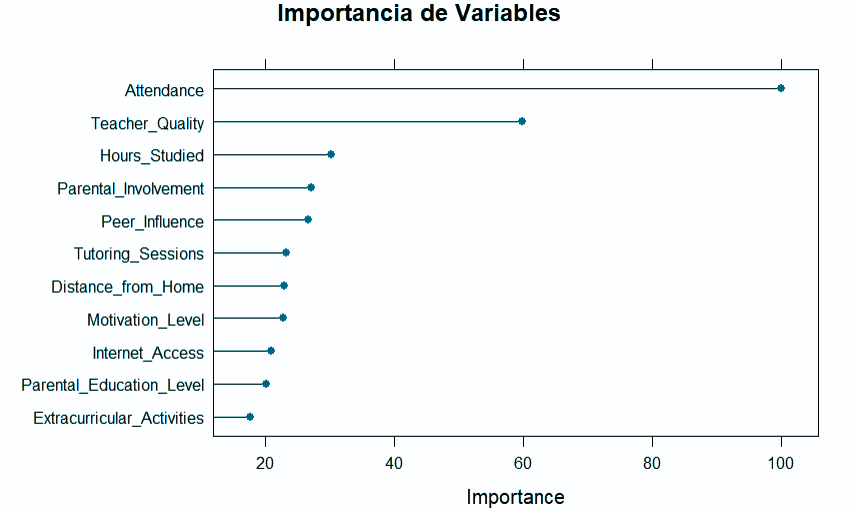 Importancia de Variables
Attendance
Teacher_Quality
Hours_Studied
Parental_Involvement
Peer_Influence
Tutoring_Sessions
Distance_from_Home
Motivation_Level
Internet_Access
Parental_Education_Level
Extracurricular_Activities
20 40 60 80 100
Importance